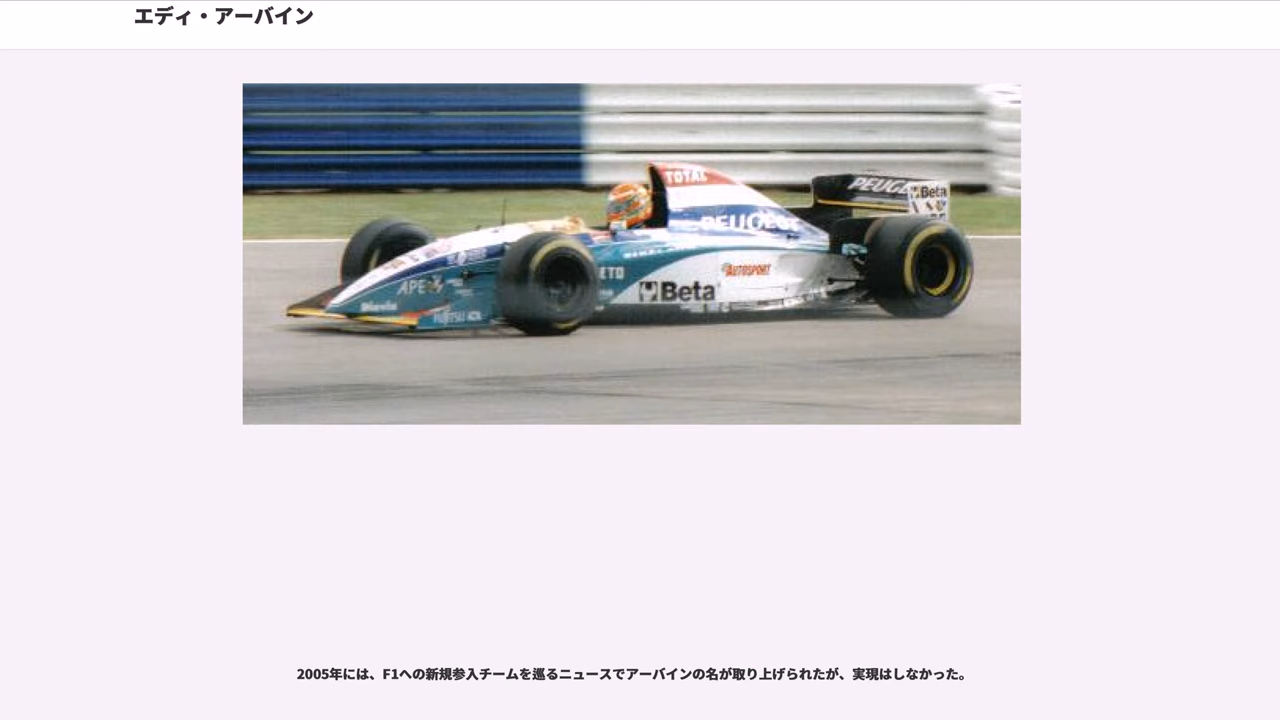 エディ・アーバイン
TOTAL
PEUGEOT
Beta
AUTOSPORT
Beta
FUJITSU
2005年には、F1への新規参入チームを巡るニュースでアーバインの名が取り上げられたが、実現はしなかった。